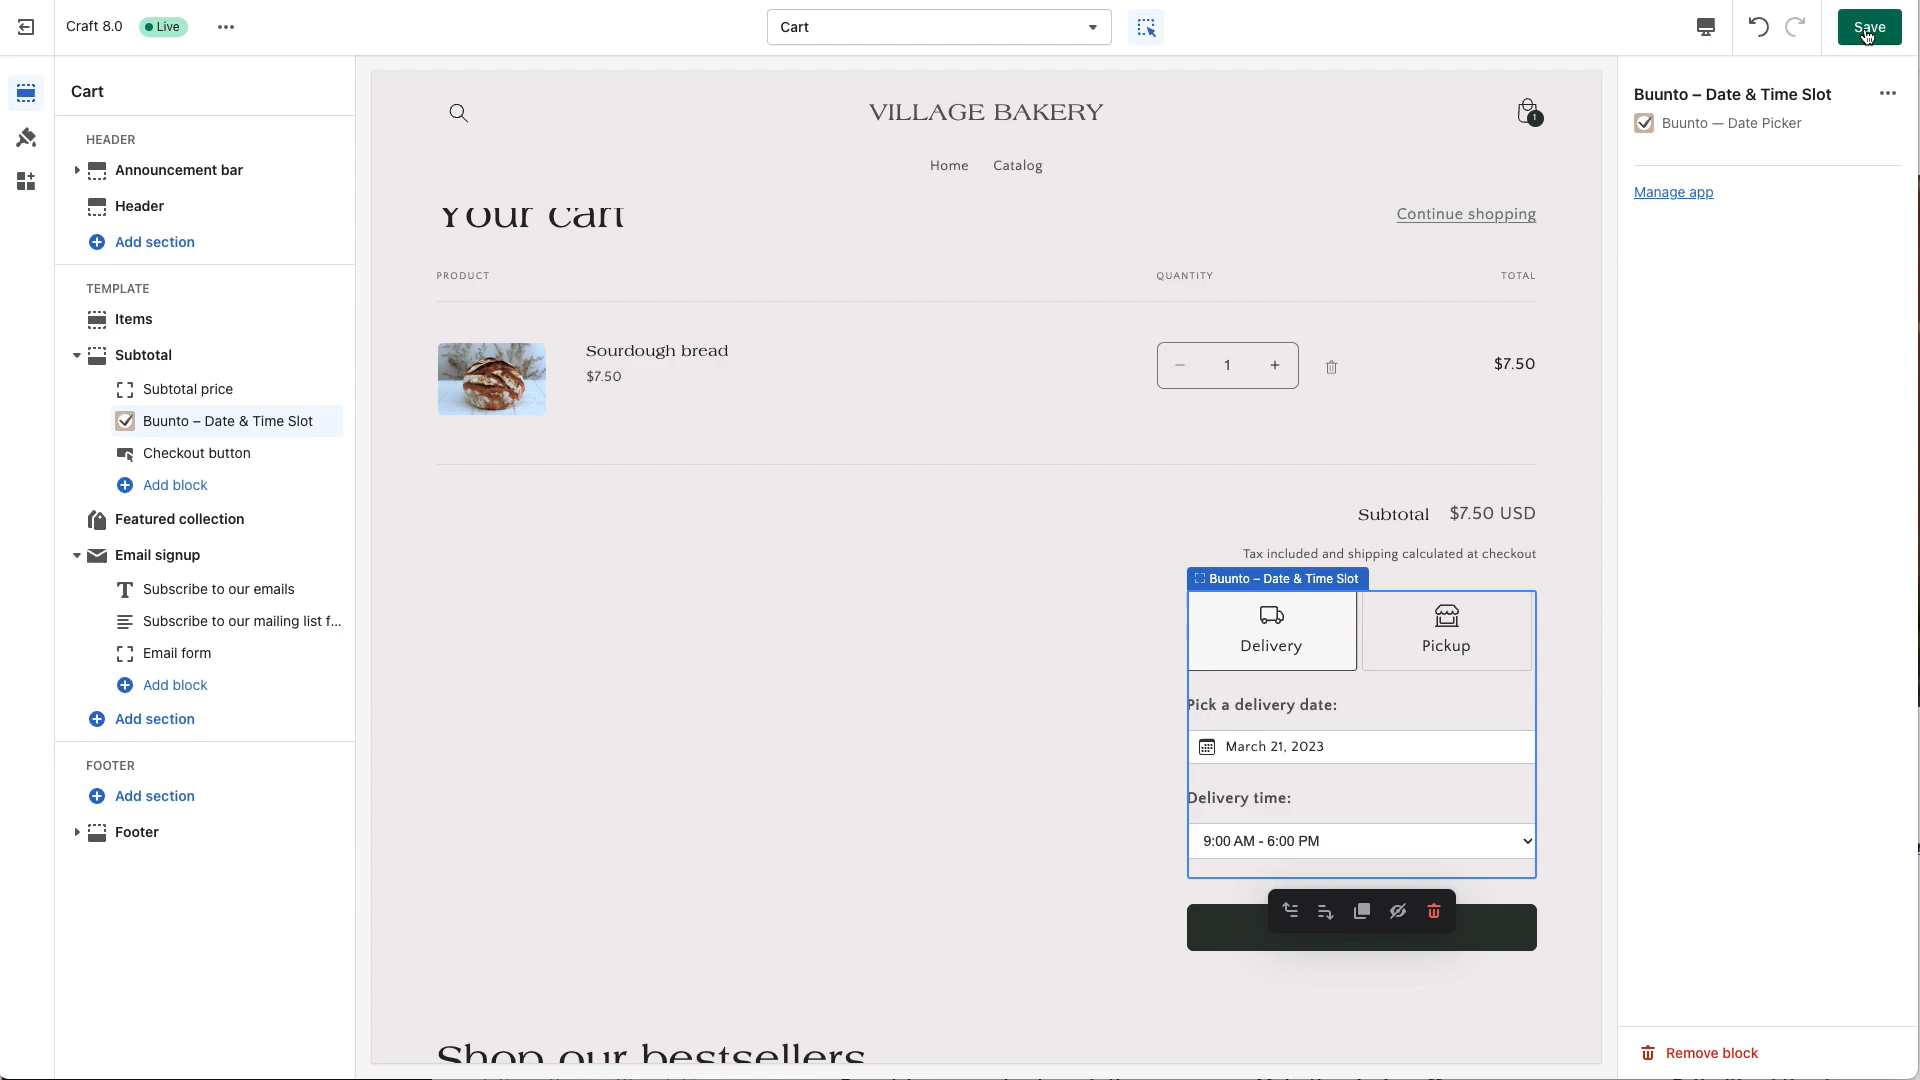 Craft 8.0
Live
Cart
Save
Cart
HEADER
Announcement bar
Header
Add section
TEMPLATE
Items
Subtotal
Subtotal price
Buunto – Date & Time Slot
Checkout button
Add block
Featured collection
Email signup
Subscribe to our emails
Subscribe to our mailing list f...
Email form
Add block
Add section
FOOTER
Add section
Footer
VILLAGE BAKERY
1
Home Catalog
Your cart
Continue shopping
PRODUCT QUANTITY TOTAL
Sourdough bread
$7.50
1
$7.50
Subtotal $7.50 USD
Tax included and shipping calculated at checkout
Buunto – Date & Time Slot
Delivery
Pickup
Pick a delivery date:
March 21, 2023
Delivery time:
9:00 AM - 6:00 PM
Shop our bestsellers
Buunto – Date & Time Slot
Buunto — Date Picker
Manage app
Remove block